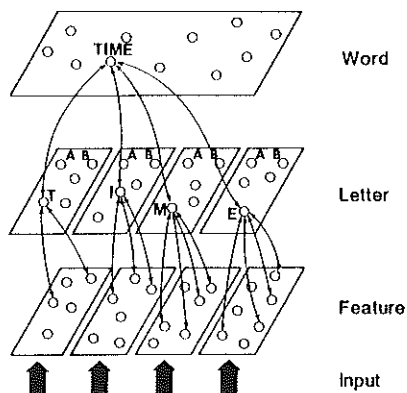 TIME
Word
A B A B A B A B
T I M E
Letter
Feature
Input